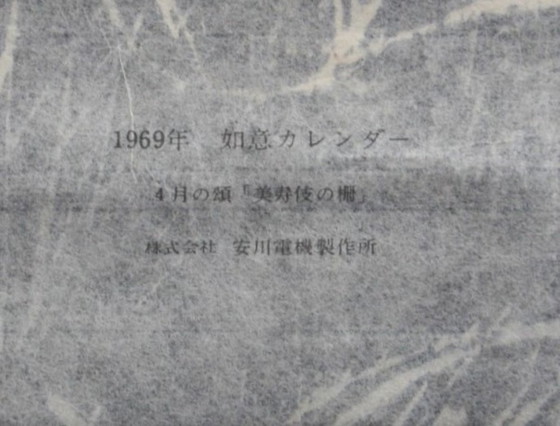 1969年　如意カレンダー
4月の頌「美寿伎の柵」
株式会社　安川電機製作所